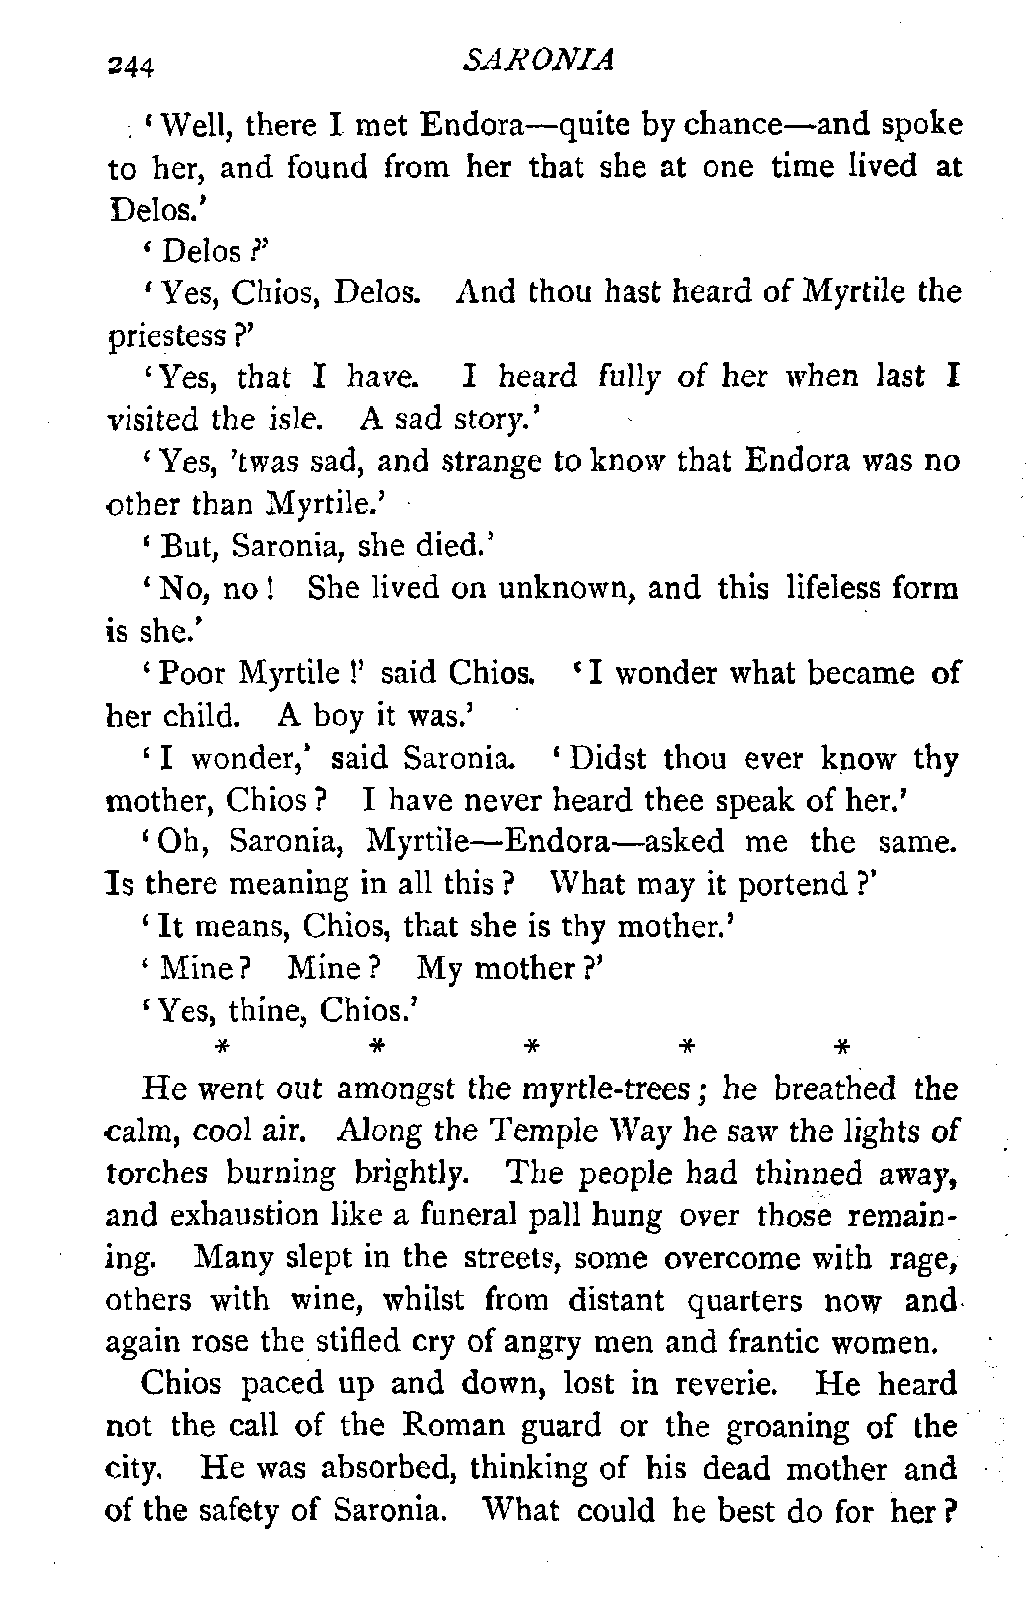 244 SARONIA
‘Well, there I met Endora—quite by chance—and spoke
to her, and found from her that she at one time lived at
Delos.’
‘Delos?’
‘Yes, Chios, Delos. And thou hast heard of Myrtile the
priestess?’
‘Yes, that I have. I heard fully of her when last I
visited the isle. A sad story.’
‘Yes, ’twas sad, and strange to know that Endora was no
other than Myrtile.’
‘But, Saronia, she died.’
‘No, no! She lived on unknown, and this lifeless form
is she.’
‘Poor Myrtile!’ said Chios. ‘I wonder what became of
her child. A boy it was.’
‘I wonder,’ said Saronia. ‘Didst thou ever know thy
mother, Chios? I have never heard thee speak of her.’
‘Oh, Saronia, Myrtile—Endora—asked me the same.
Is there meaning in all this? What may it portend?’
‘It means, Chios, that she is thy mother.’
‘Mine? Mine? My mother?’
‘Yes, thine, Chios.’
* * * * *
He went out amongst the myrtle-trees; he breathed the
calm, cool air. Along the Temple Way he saw the lights of
torches burning brightly. The people had thinned away,
and exhaustion like a funeral pall hung over those remain-
ing. Many slept in the streets, some overcome with rage,
others with wine, whilst from distant quarters now and
again rose the stifled cry of angry men and frantic women.
Chios paced up and down, lost in reverie. He heard
not the call of the Roman guard or the groaning of the
city. He was absorbed, thinking of his dead mother and
of the safety of Saronia. What could he best do for her?